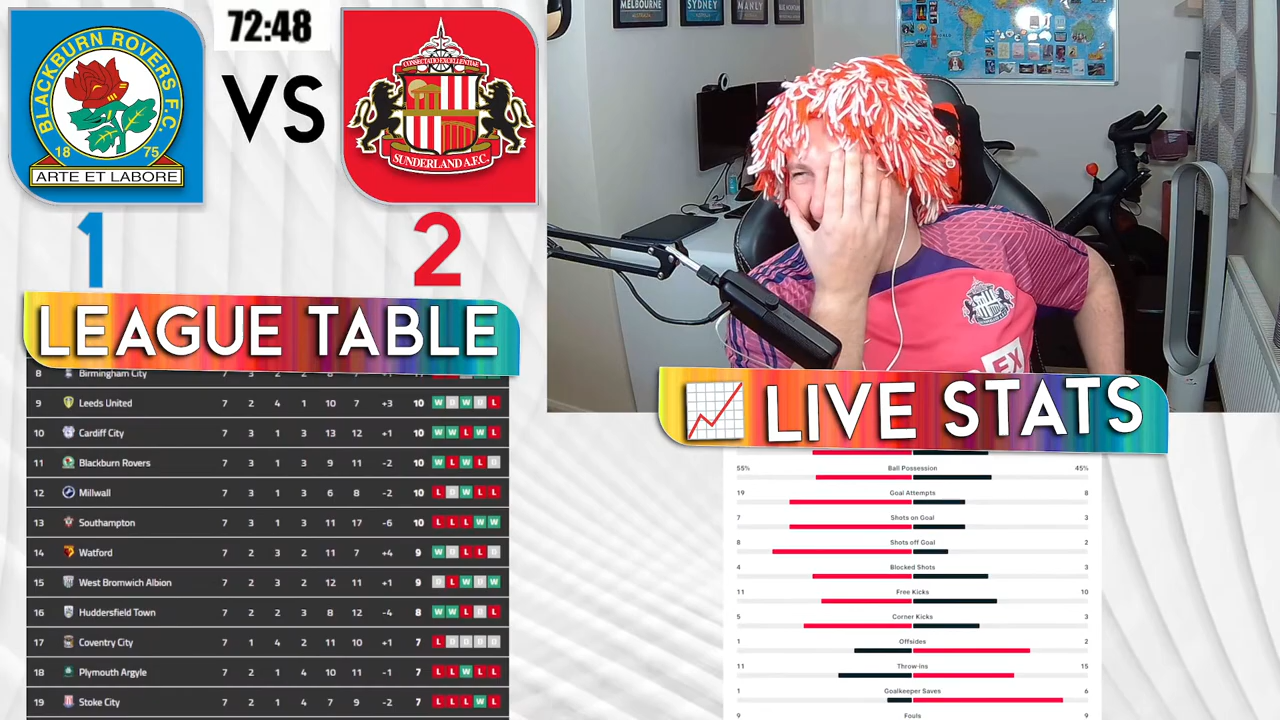 BLACKBURN ROVERS F.C.
18 75
ARTE ET LABORE
72:48
VS
CONSECTATIO EXCELLENTIAE
SUNDERLAND A.F.C.
1
2
MELBOURNE
AUSTRALIA
SYDNEY
MANLY
LEAGUE TABLE
8 Birmingham City
9 Leeds United 7 2 4 1 10 7 +3 10 W D W D L
10 Cardiff City 7 3 1 3 13 12 +1 10 W W L W L
11 Blackburn Rovers 7 3 1 3 9 11 -2 10 W L W L D
12 Millwall 7 3 1 3 6 8 -2 10 L D W L L
13 Southampton 7 3 1 3 11 17 -6 10 L L L W W
14 Watford 7 2 3 2 11 7 +4 9 W D L L D
15 West Bromwich Albion 7 2 3 2 12 11 +1 9 D L W D W
16 Huddersfield Town 7 2 2 3 8 12 -4 8 W W L D L
17 Coventry City 7 1 4 2 11 10 +1 7 L D D D D
18 Plymouth Argyle 7 2 1 4 10 11 -1 7 L L W L L
19 Stoke City 7 2 1 4 7 9 -2 7 L L L W L
LIVE STATS
55% Ball Possession 45%
19 Goal Attempts 8
7 Shots on Goal 3
8 Shots off Goal 2
4 Blocked Shots 3
11 Free Kicks 10
5 Corner Kicks 3
1 Offsides 2
11 Throw-ins 15
1 Goalkeeper Saves 6
9 Fouls 9